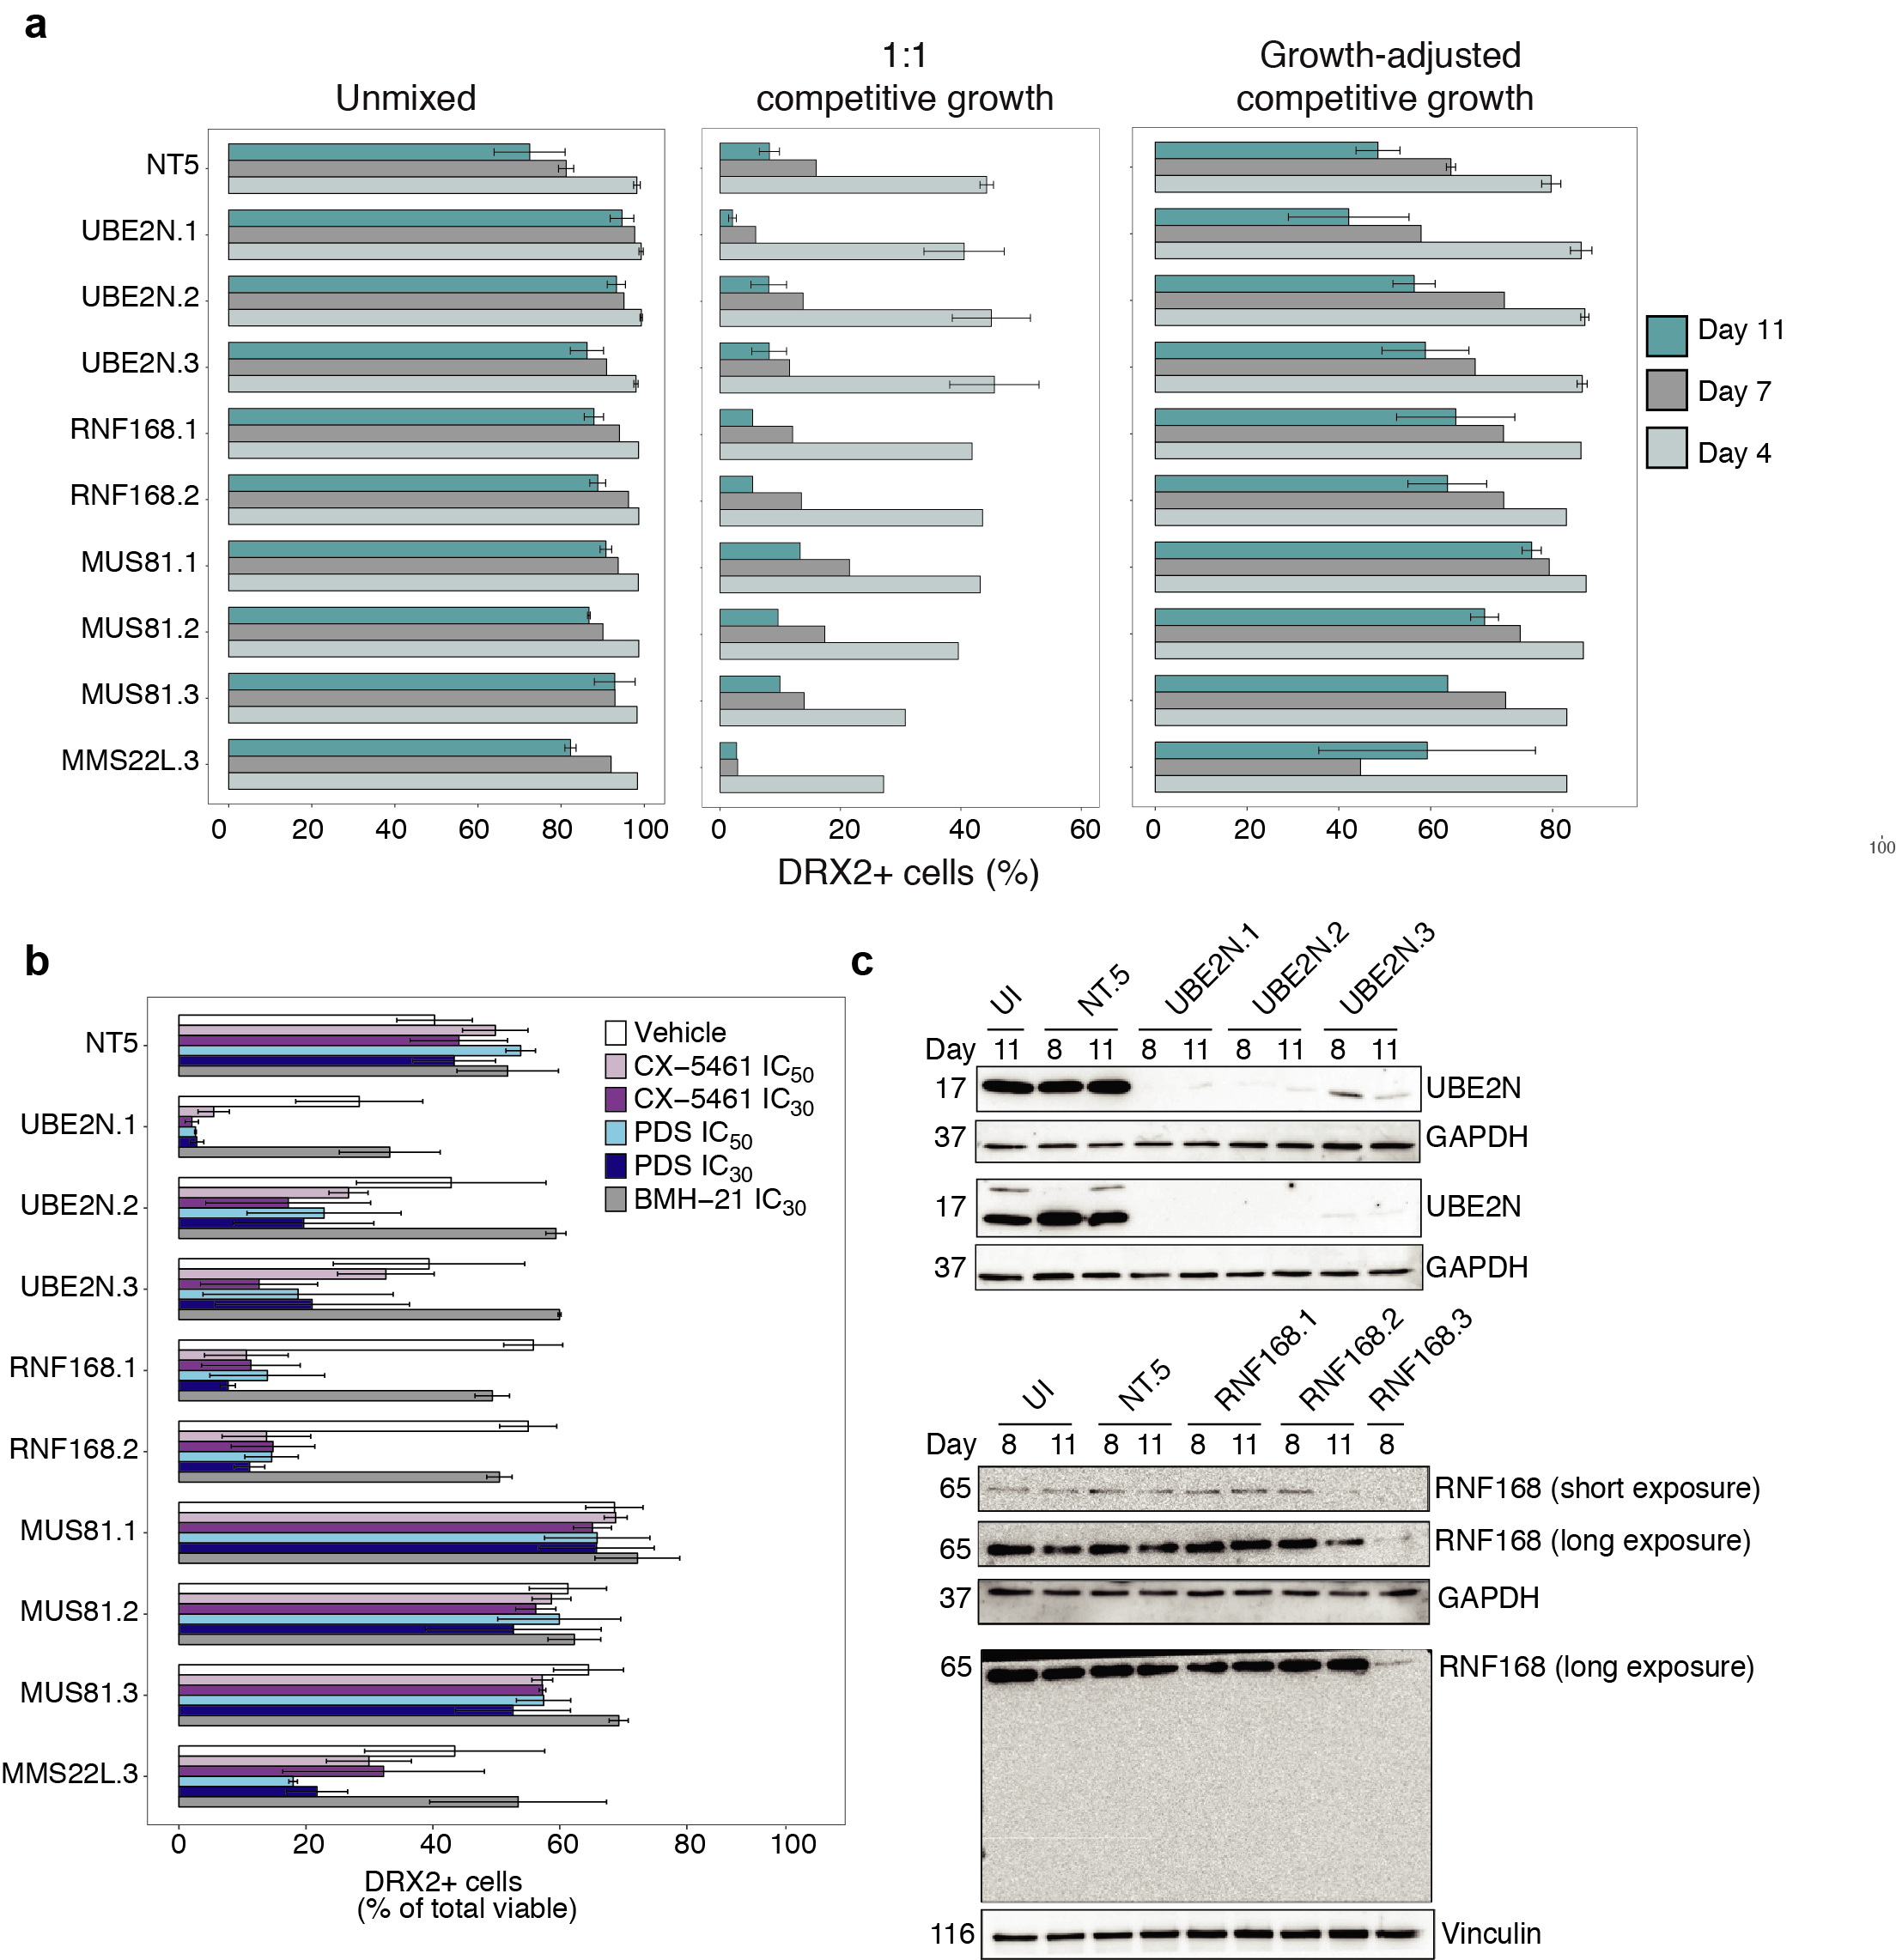 a
Unmixed
1:1
competitive growth
Growth-adjusted
competitive growth
NT5
UBE2N.1
UBE2N.2
UBE2N.3
RNF168.1
RNF168.2
MUS81.1
MUS81.2
MUS81.3
MMS22L.3
Day 11
Day 7
Day 4
0 20 40 60 80 100
0 20 40 60
0 20 40 60 80
100
DRX2+ cells (%)
b
NT5
UBE2N.1
UBE2N.2
UBE2N.3
RNF168.1
RNF168.2
MUS81.1
MUS81.2
MUS81.3
MMS22L.3
Vehicle
CX−5461 IC50
CX−5461 IC30
PDS IC50
PDS IC30
BMH−21 IC30
0 20 40 60 80 100
DRX2+ cells
(% of total viable)
c
UI NT.5 UBE2N.1 UBE2N.2 UBE2N.3
Day 11 8 11 8 11 8 11 8 11
17 UBE2N
37 GAPDH
17 UBE2N
37 GAPDH
UI NT.5 RNF168.1 RNF168.2 RNF168.3
Day 8 11 8 11 8 11 8 11 8
65 RNF168 (short exposure)
65 RNF168 (long exposure)
37 GAPDH
65 RNF168 (long exposure)
116 Vinculin